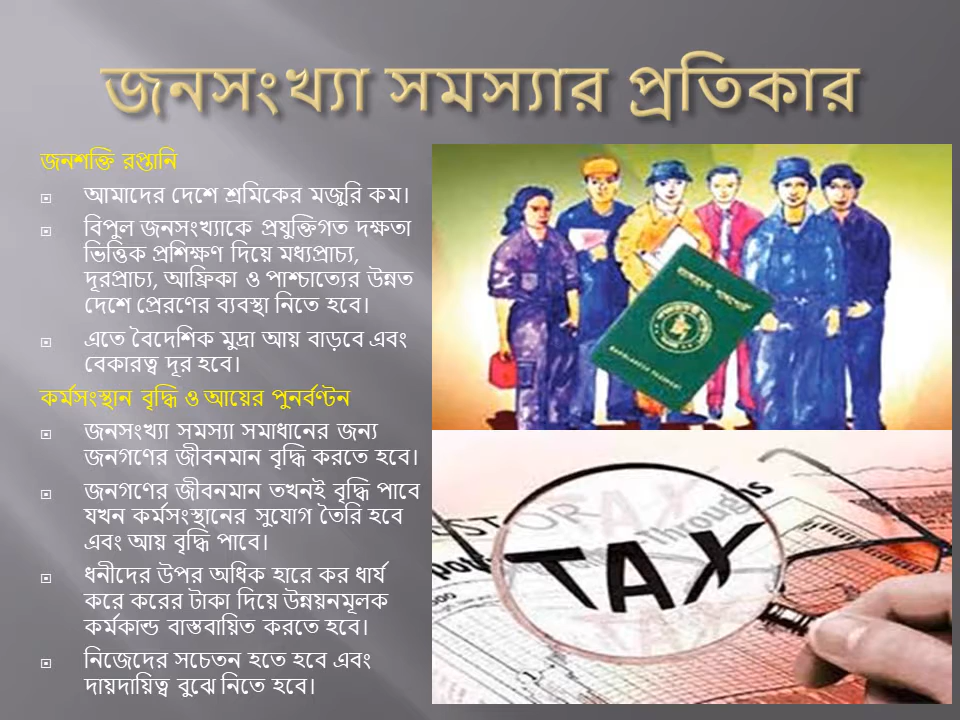 জনসংখ্যা সমস্যার প্রতিকার
জনশক্তি রপ্তানি
আমাদের দেশে শ্রমিকের মজুরি কম।
বিপুল জনসংখ্যাকে প্রযুক্তিগত দক্ষতা
ভিত্তিক প্রশিক্ষণ দিয়ে মধ্যপ্রাচ্য,
দূরপ্রাচ্য, আফ্রিকা ও পাশ্চাত্যের উন্নত
দেশে প্রেরণের ব্যবস্থা নিতে হবে।
এতে বৈদেশিক মুদ্রা আয় বাড়বে এবং
বেকারত্ব দূর হবে।
কর্মসংস্থান বৃদ্ধি ও আয়ের পুনর্বণ্টন
জনসংখ্যা সমস্যা সমাধানের জন্য
জনগণের জীবনমান বৃদ্ধি করতে হবে।
জনগণের জীবনমান তখনই বৃদ্ধি পাবে
যখন কর্মসংস্থানের সুযোগ তৈরি হবে
এবং আয় বৃদ্ধি পাবে।
ধনীদের উপর অধিক হারে কর ধার্য
করে করের টাকা দিয়ে উন্নয়নমূলক
কর্মকান্ড বাস্তবায়িত করতে হবে।
নিজেদের সচেতন হতে হবে এবং
দায়দায়িত্ব বুঝে নিতে হবে।
BANGLADESH PASSPORT
TAX